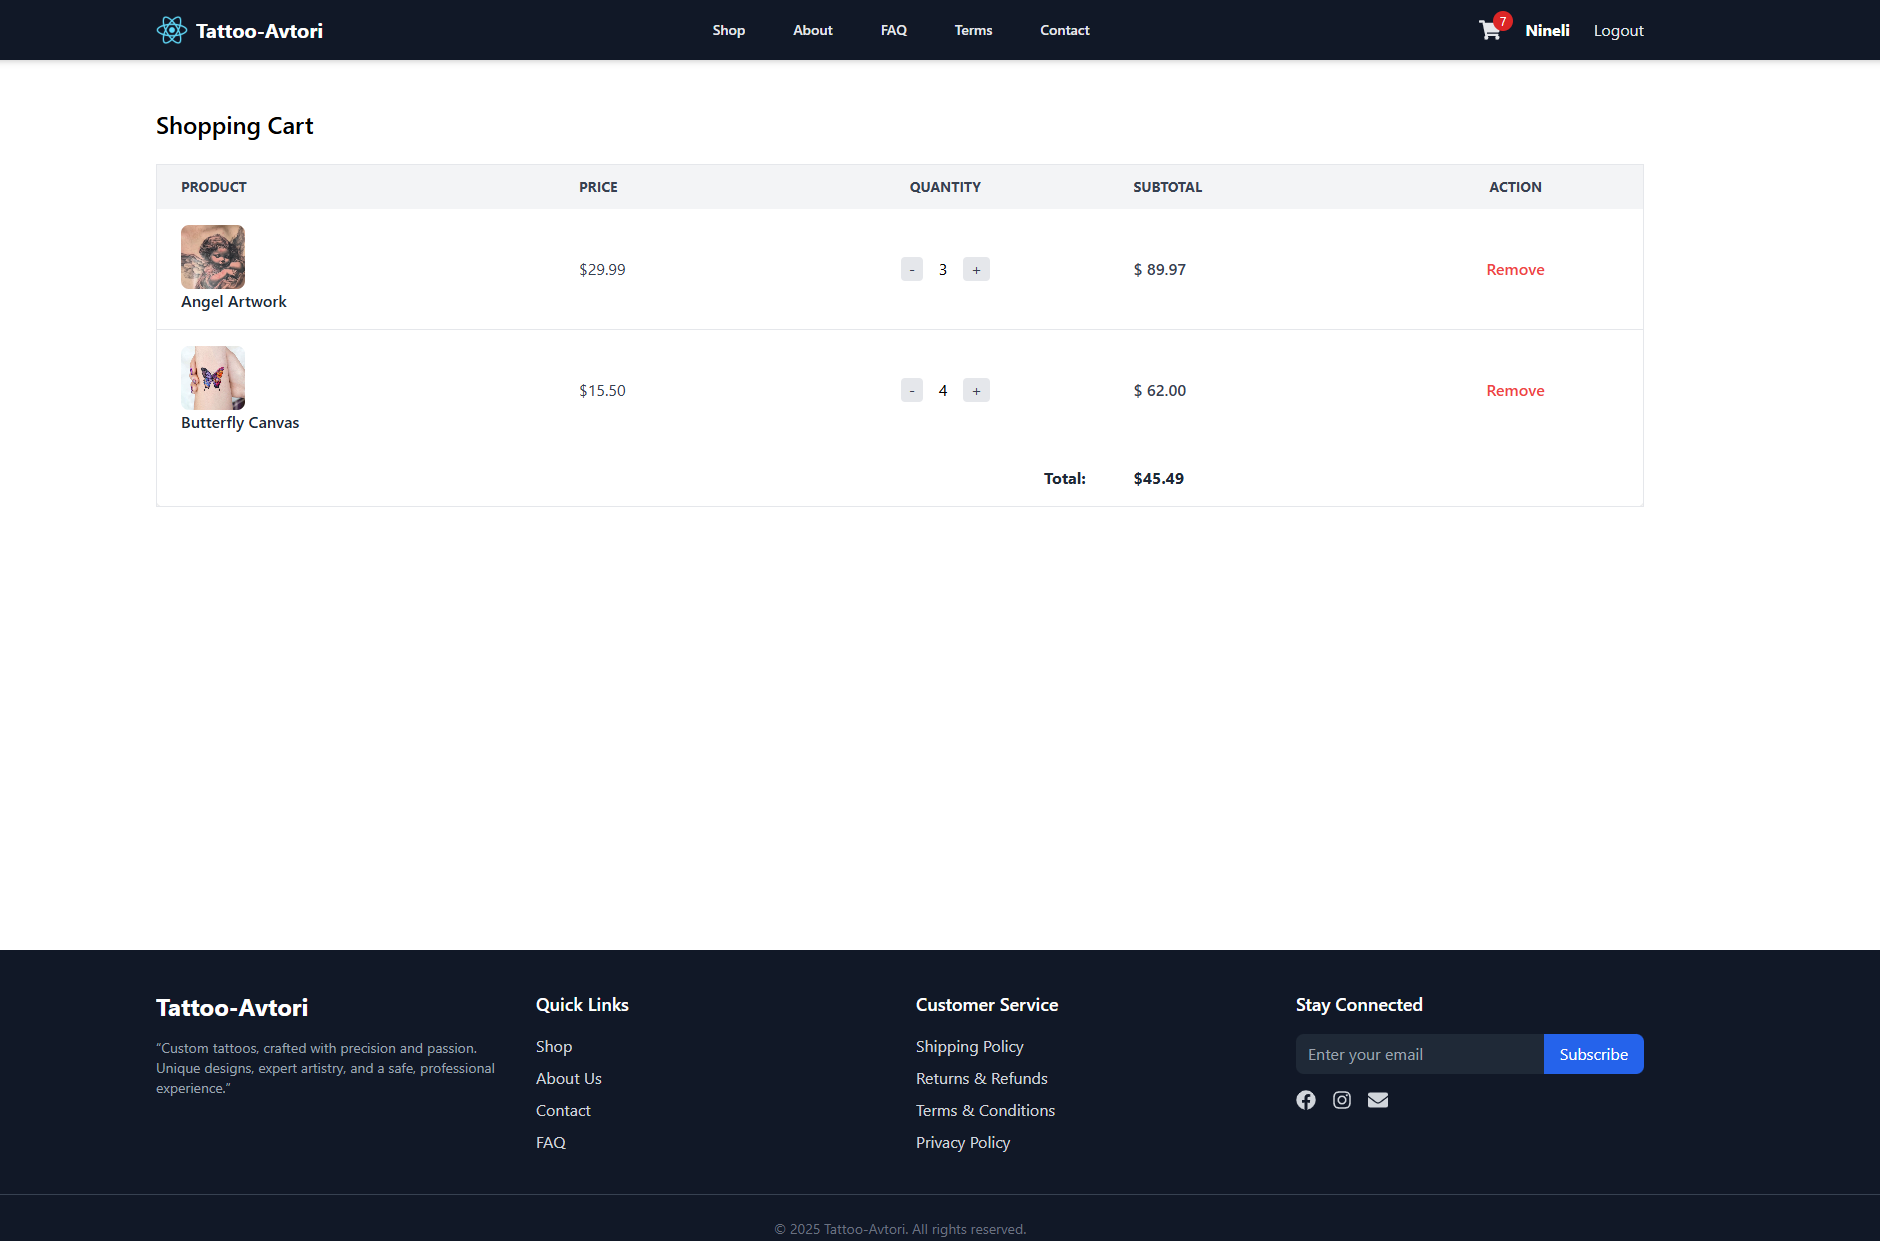 Tattoo-Avtori
Shop About FAQ Terms Contact
7 Nineli Logout
Shopping Cart
PRODUCT PRICE QUANTITY SUBTOTAL ACTION
$29.99 - 3 + $ 89.97 Remove
Angel Artwork
$15.50 - 4 + $ 62.00 Remove
Butterfly Canvas
Total: $45.49
Tattoo-Avtori
“Custom tattoos, crafted with precision and passion.
Unique designs, expert artistry, and a safe, professional
experience.”
Quick Links
Shop
About Us
Contact
FAQ
Customer Service
Shipping Policy
Returns & Refunds
Terms & Conditions
Privacy Policy
Stay Connected
Enter your email Subscribe
© 2025 Tattoo-Avtori. All rights reserved.